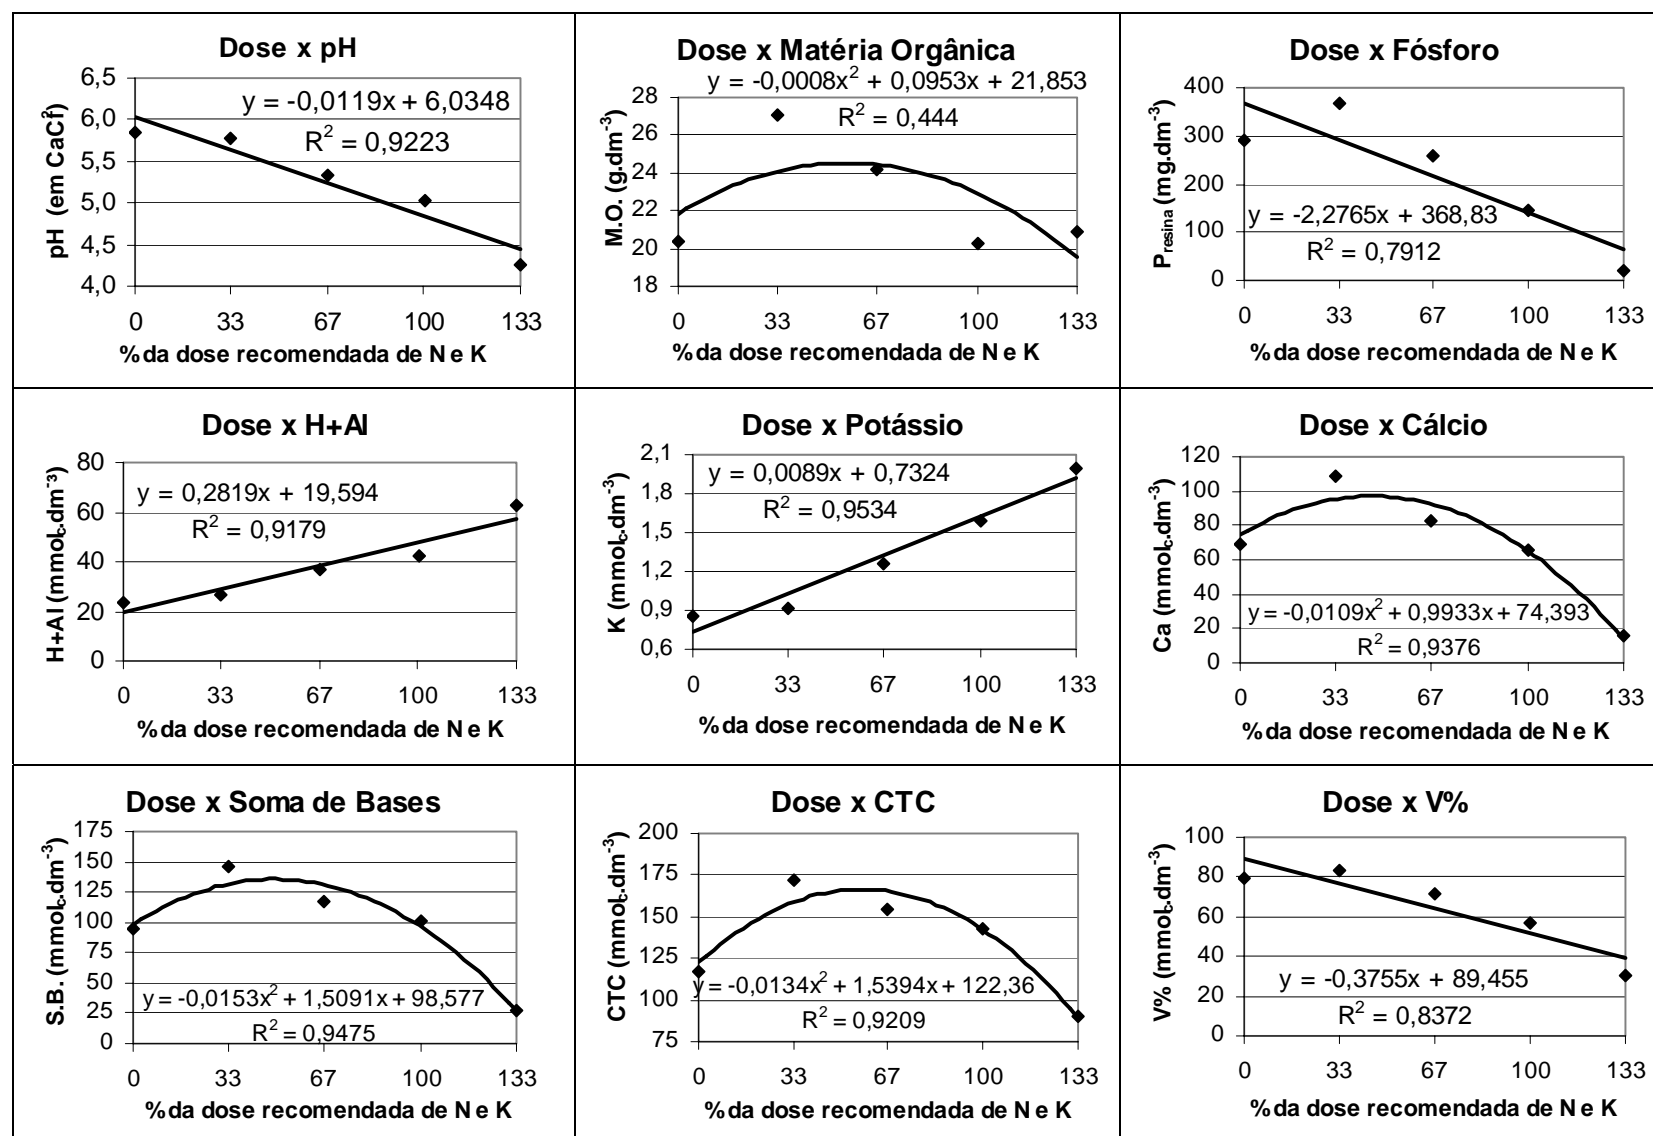 Dose x pH
y = -0,0119x + 6,0348
R² = 0,9223
pH (em CaCl²)
6,5
6,0
5,5
5,0
4,5
4,0
0 33 67 100 133
% da dose recomendada de N e K
Dose x Matéria Orgânica
y = -0,0008x² + 0,0953x + 21,853
R² = 0,444
M.O. (g.dm⁻³)
28
26
24
22
20
18
0 33 67 100 133
% da dose recomendada de N e K
Dose x Fósforo
y = -2,2765x + 368,83
R² = 0,7912
Presina (mg.dm⁻³)
400
300
200
100
0
0 33 67 100 133
% da dose recomendada de N e K
Dose x H+Al
y = 0,2819x + 19,594
R² = 0,9179
H+Al (mmolc.dm⁻³)
80
60
40
20
0
0 33 67 100 133
% da dose recomendada de N e K
Dose x Potássio
y = 0,0089x + 0,7324
R² = 0,9534
K (mmolc.dm⁻³)
2,1
1,8
1,5
1,2
0,9
0,6
0 33 67 100 133
% da dose recomendada de N e K
Dose x Cálcio
y = -0,0109x² + 0,9933x + 74,393
R² = 0,9376
Ca (mmolc.dm⁻³)
120
100
80
60
40
20
0
0 33 67 100 133
% da dose recomendada de N e K
Dose x Soma de Bases
y = -0,0153x² + 1,5091x + 98,577
R² = 0,9475
S.B. (mmolc.dm⁻³)
175
150
125
100
75
50
25
0
0 33 67 100 133
% da dose recomendada de N e K
Dose x CTC
y = -0,0134x² + 1,5394x + 122,36
R² = 0,9209
CTC (mmolc.dm⁻³)
200
175
150
125
100
75
0 33 67 100 133
% da dose recomendada de N e K
Dose x V%
y = -0,3755x + 89,455
R² = 0,8372
V% (mmolc.dm⁻³)
100
80
60
40
20
0
0 33 67 100 133
% da dose recomendada de N e K